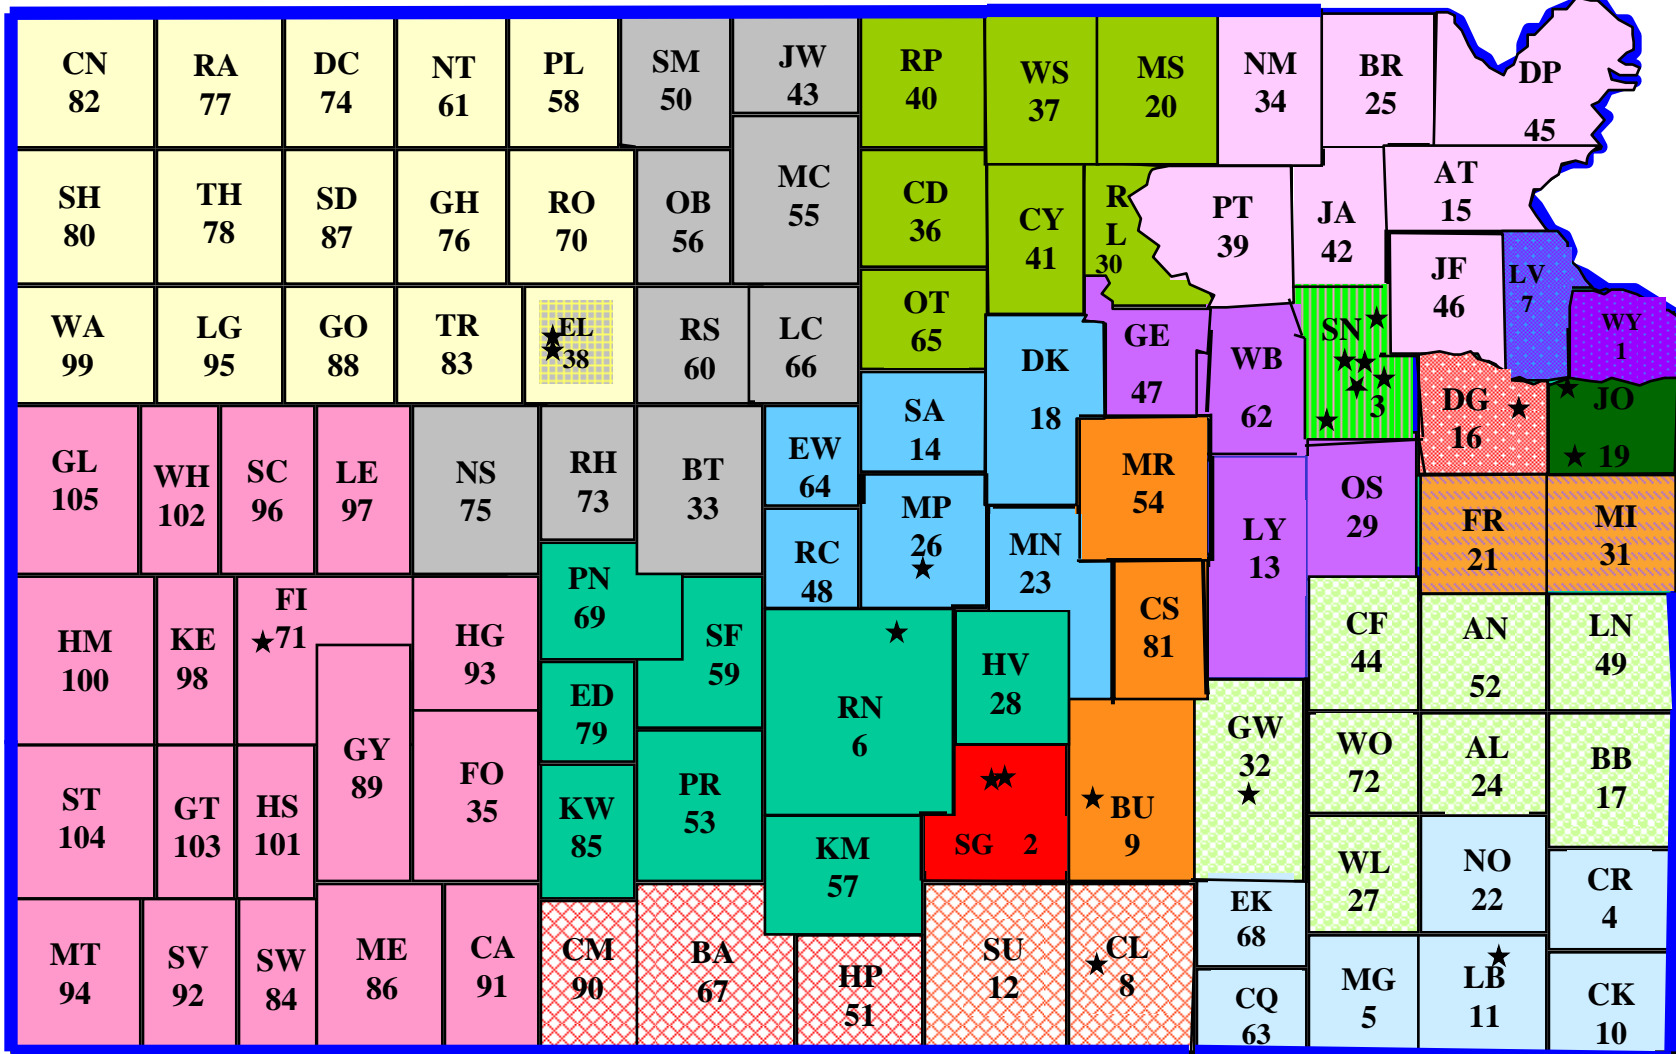 CN
82
RA
77
DC
74
NT
61
PL
58
SM
50
JW
43
RP
40
WS
37
MS
20
NM
34
BR
25
DP
45
SH
80
TH
78
SD
87
GH
76
RO
70
OB
56
MC
55
CD
36
CY
41
R
L
30
PT
39
JA
42
AT
15
JF
46
LV
7
WY
1
WA
99
LG
95
GO
88
TR
83
EL
38
RS
60
LC
66
OT
65
DK
18
GE
47
WB
62
SN
3
DG
16
JO
19
GL
105
WH
102
SC
96
LE
97
NS
75
RH
73
BT
33
EW
64
SA
14
MP
26
RC
48
MN
23
MR
54
LY
13
OS
29
FR
21
MI
31
HM
100
KE
98
FI
71
HG
93
PN
69
SF
59
ED
79
RN
6
HV
28
CS
81
CF
44
AN
52
LN
49
ST
104
GT
103
HS
101
GY
89
FO
35
KW
85
PR
53
KM
57
SG 2
BU
9
GW
32
WO
72
AL
24
BB
17
WL
27
NO
22
CR
4
MT
94
SV
92
SW
84
ME
86
CA
91
CM
90
BA
67
HP
51
SU
12
CL
8
EK
68
CQ
63
MG
5
LB
11
CK
10